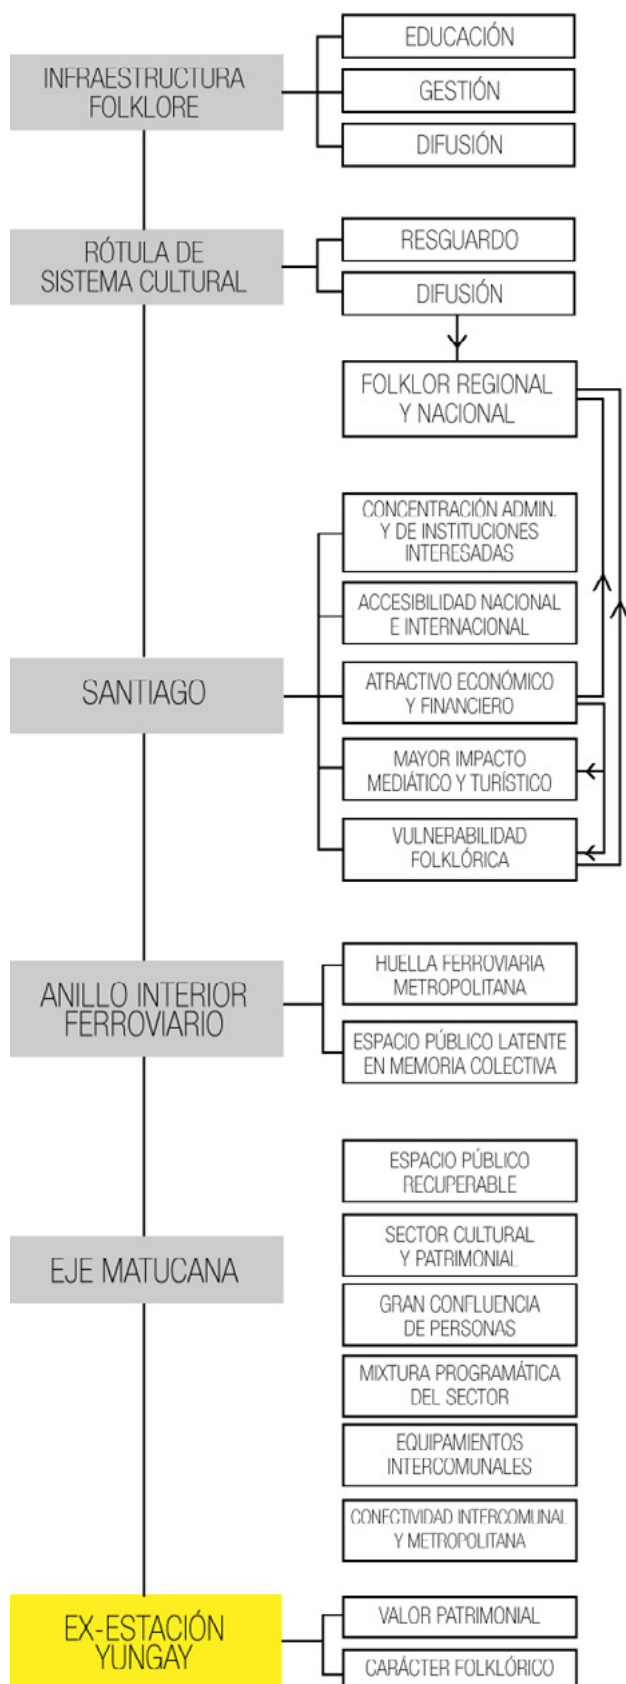 INFRAESTRUCTURA
FOLKLORE
EDUCACIÓN
GESTIÓN
DIFUSIÓN
RÓTULA DE
SISTEMA CULTURAL
RESGUARDO
DIFUSIÓN
FOLKLOR REGIONAL
Y NACIONAL
SANTIAGO
CONCENTRACIÓN ADMIN.
Y DE INSTITUCIONES
INTERESADAS
ACCESIBILIDAD NACIONAL
E INTERNACIONAL
ATRACTIVO ECONÓMICO
Y FINANCIERO
MAYOR IMPACTO
MEDIÁTICO Y TURÍSTICO
VULNERABILIDAD
FOLKLÓRICA
ANILLO INTERIOR
FERROVIARIO
HUELLA FERROVIARIA
METROPOLITANA
ESPACIO PÚBLICO LATENTE
EN MEMORIA COLECTIVA
EJE MATUCANA
ESPACIO PÚBLICO
RECUPERABLE
SECTOR CULTURAL
Y PATRIMONIAL
GRAN CONFLUENCIA
DE PERSONAS
MIXTURA PROGRAMÁTICA
DEL SECTOR
EQUIPAMIENTOS
INTERCOMUNALES
CONECTIVIDAD INTERCOMUNAL
Y METROPOLITANA
EX-ESTACIÓN
YUNGAY
VALOR PATRIMONIAL
CARÁCTER FOLKLÓRICO